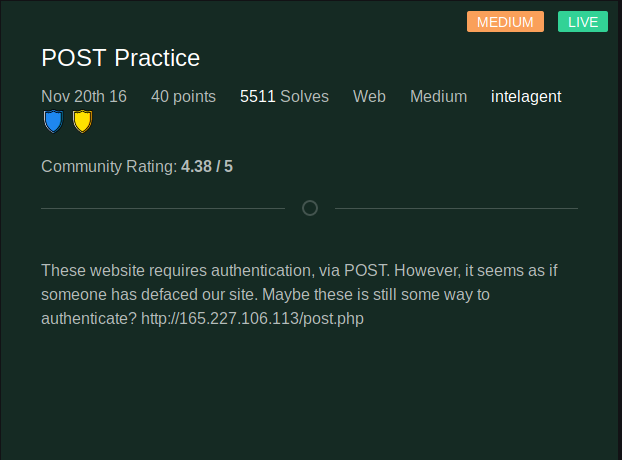 MEDIUM LIVE
POST Practice
Nov 20th 16 40 points 5511 Solves Web Medium intelagent
Community Rating: 4.38 / 5
These website requires authentication, via POST. However, it seems as if
someone has defaced our site. Maybe these is still some way to
authenticate? http://165.227.106.113/post.php